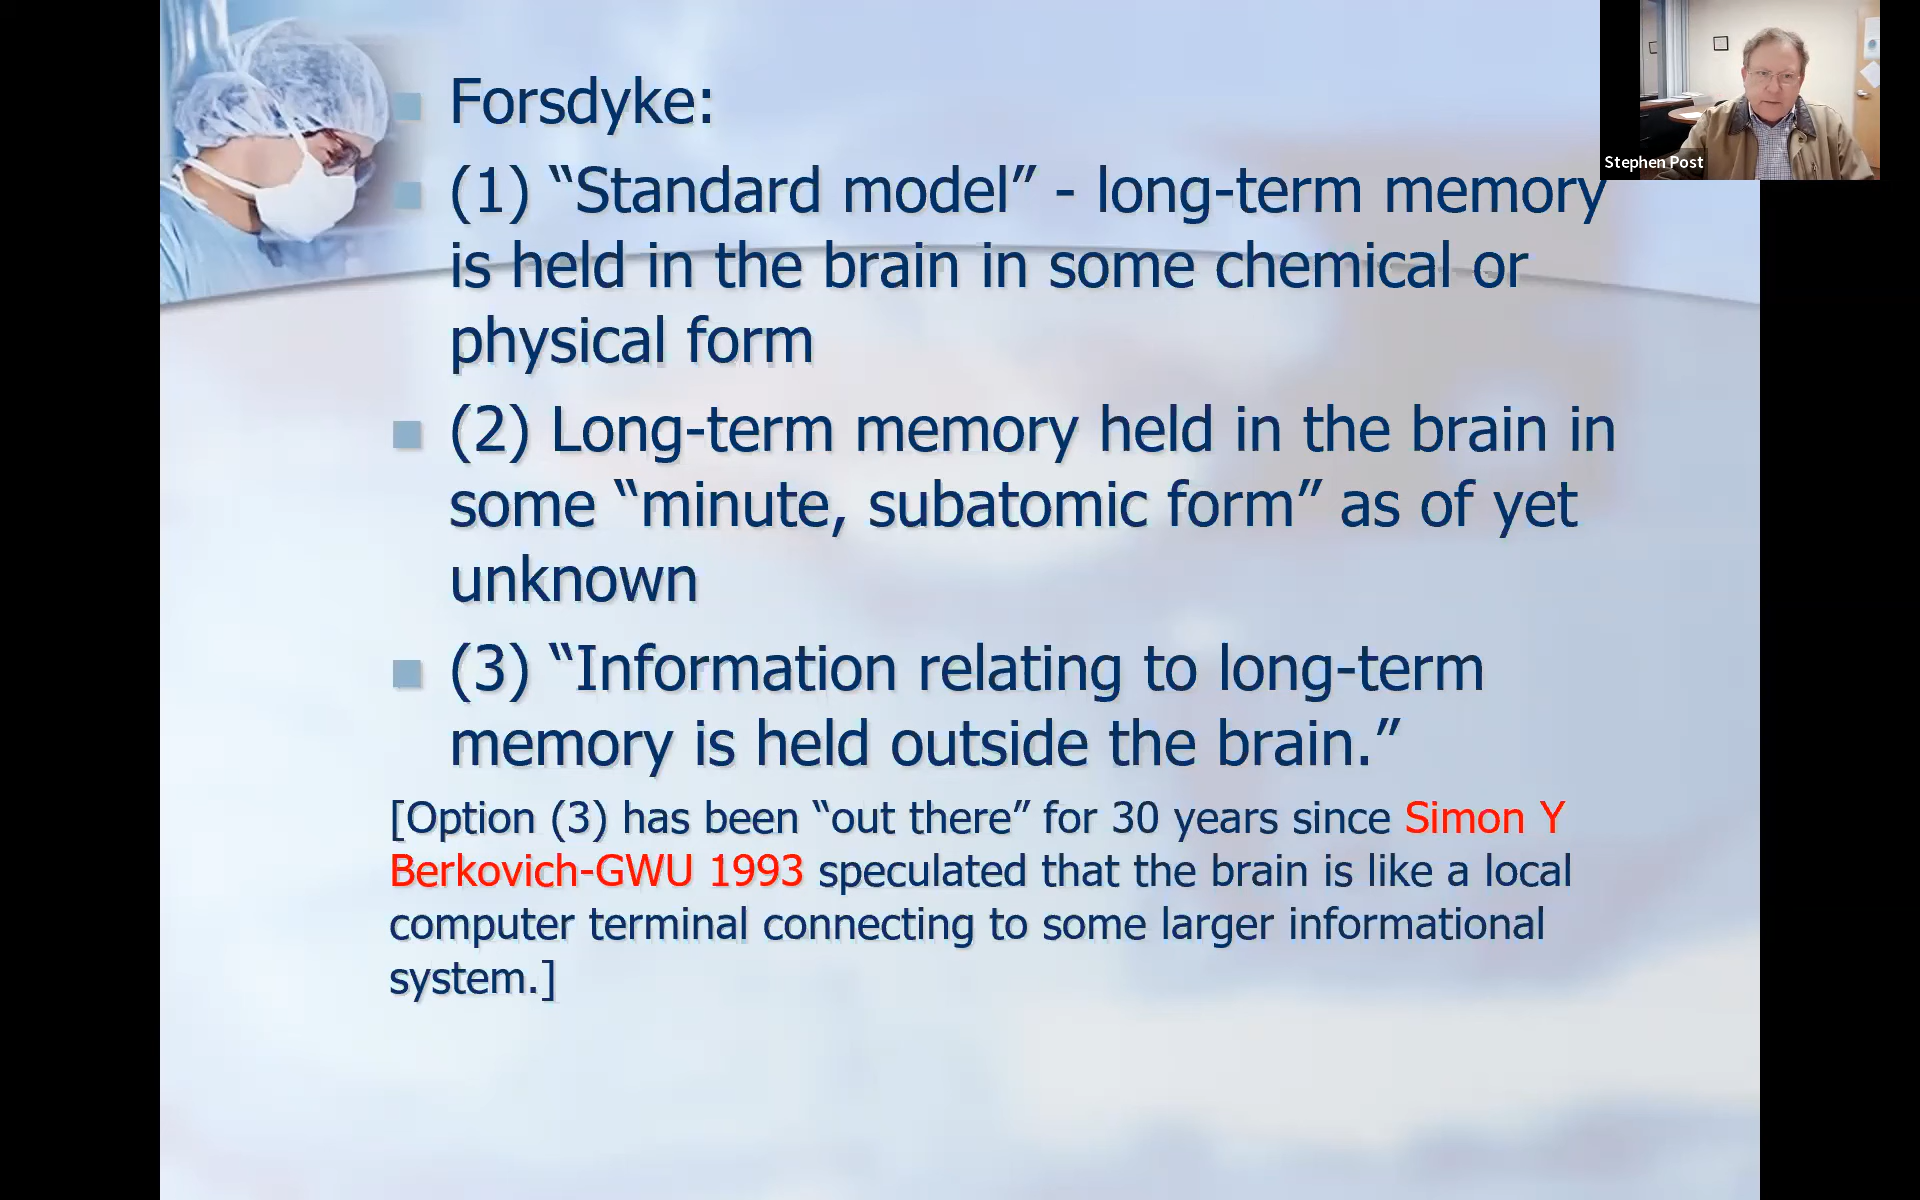 Forsdyke:
(1) “Standard model” - long-term memory
is held in the brain in some chemical or
physical form
(2) Long-term memory held in the brain in
some “minute, subatomic form” as of yet
unknown
(3) “Information relating to long-term
memory is held outside the brain.”
[Option (3) has been “out there” for 30 years since Simon Y
Berkovich-GWU 1993 speculated that the brain is like a local
computer terminal connecting to some larger informational
system.]
Stephen Post